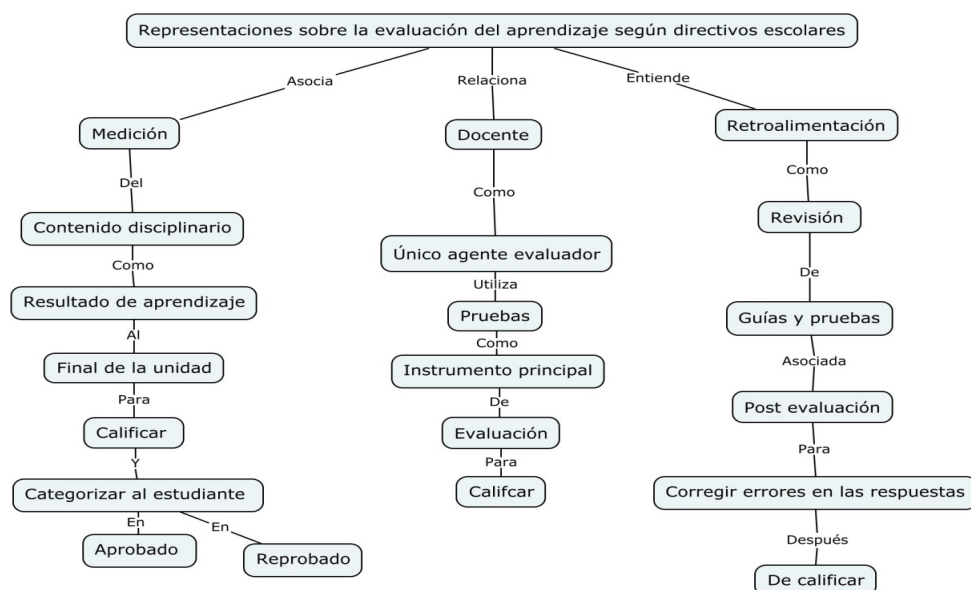 Representaciones sobre la evaluación del aprendizaje según directivos escolares
Asocia
Relaciona
Entiende
Medición
Del
Contenido disciplinario
Como
Resultado de aprendizaje
Al
Final de la unidad
Para
Calificar
Y
Categorizar al estudiante
En
En
Aprobado
Reprobado
Docente
Como
Único agente evaluador
Utiliza
Pruebas
Como
Instrumento principal
De
Evaluación
Para
Califcar
Retroalimentación
Como
Revisión
De
Guías y pruebas
Asociada
Post evaluación
Para
Corregir errores en las respuestas
Después
De calificar